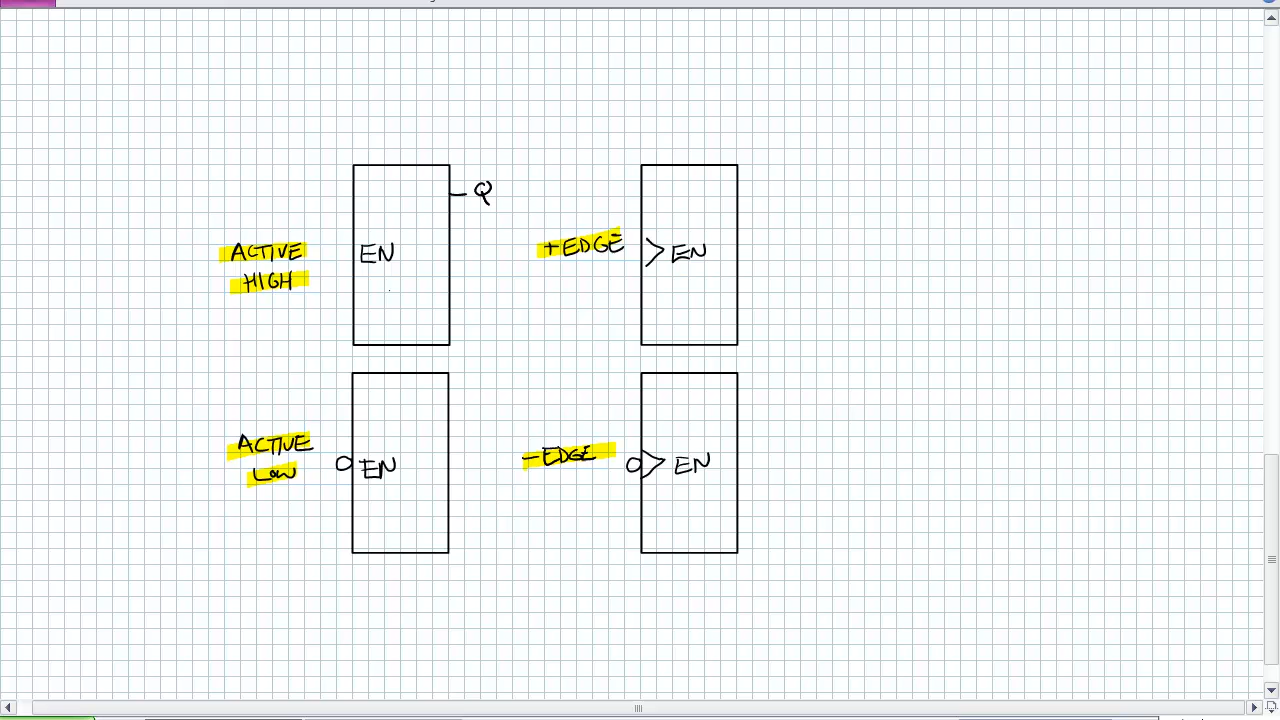 Q
ACTIVE
HIGH
EN
+EDGE
EN
ACTIVE
LOW
EN
-EDGE
EN